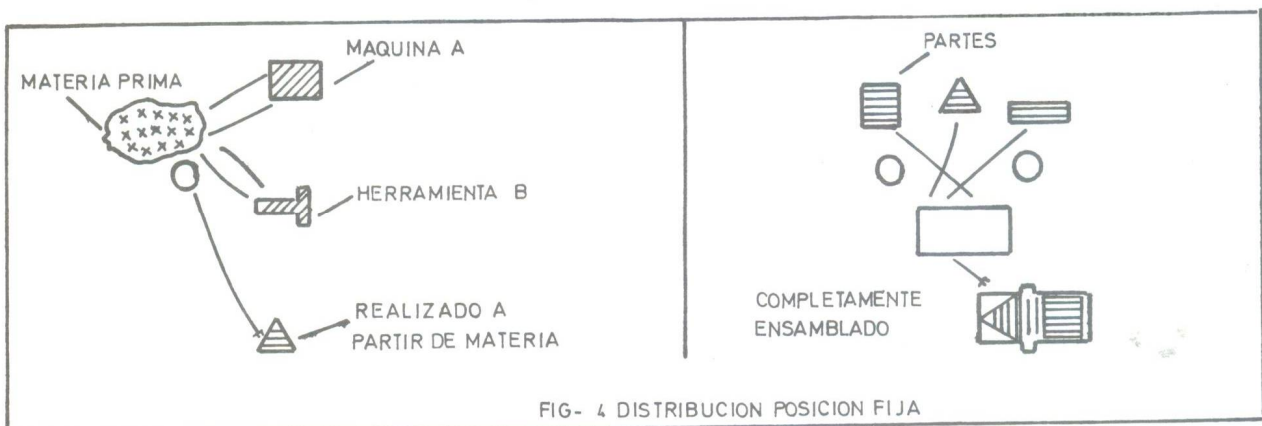 MAQUINA A
MATERIA PRIMA
HERRAMIENTA B
REALIZADO A
PARTIR DE MATERIA
PARTES
COMPLETAMENTE
ENSAMBLADO
FIG- 4 DISTRIBUCION POSICION FIJA